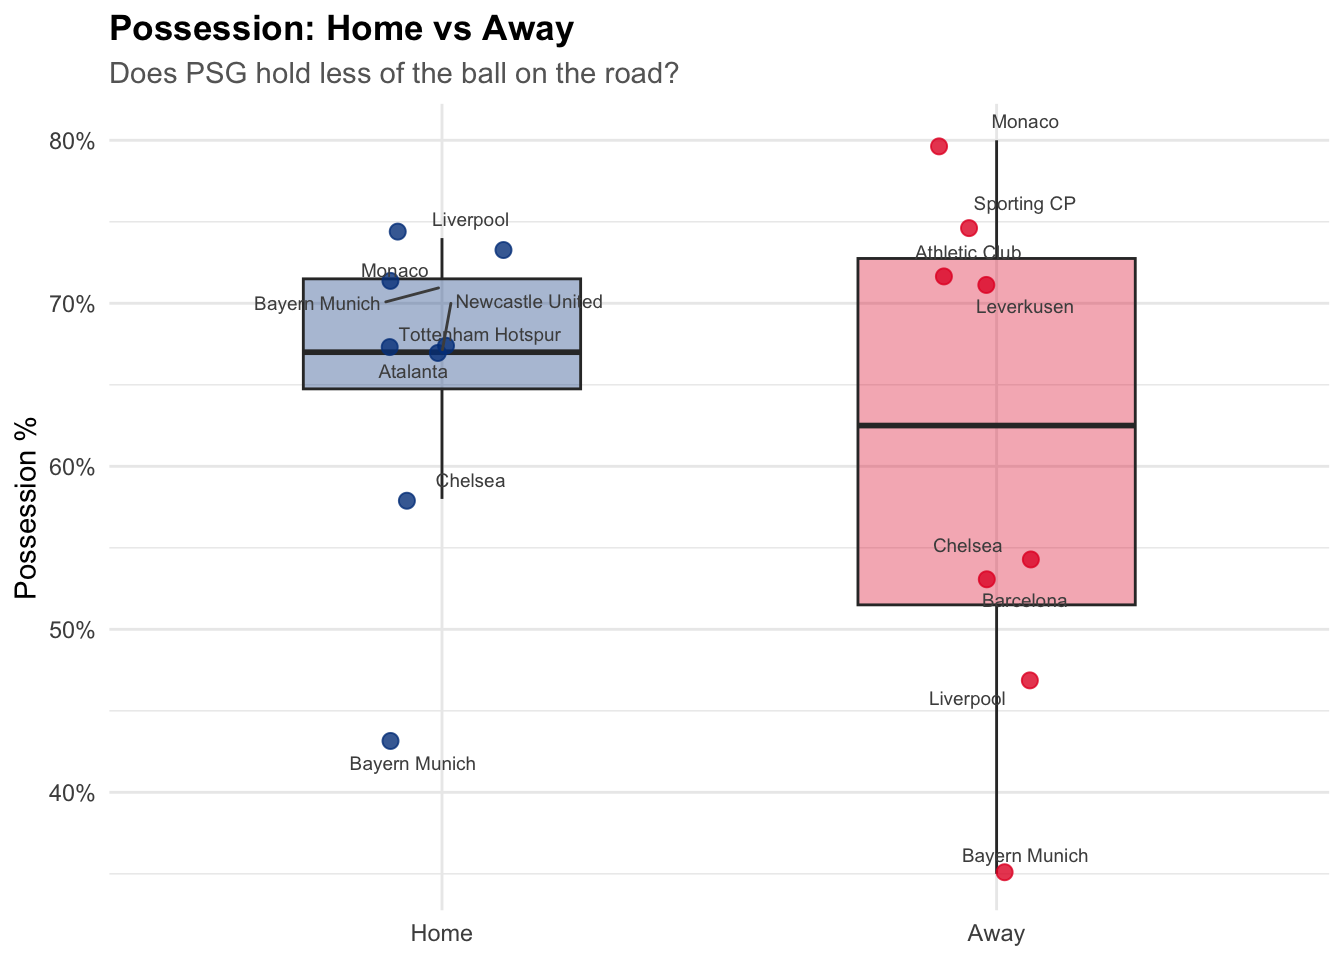 Possession: Home vs Away
Does PSG hold less of the ball on the road?
Possession %
80%
70%
60%
50%
40%
Liverpool
Monaco
Bayern Munich
Newcastle United
Tottenham Hotspur
Atalanta
Chelsea
Bayern Munich
Monaco
Sporting CP
Athletic Club
Leverkusen
Chelsea
Barcelona
Liverpool
Bayern Munich
Home
Away